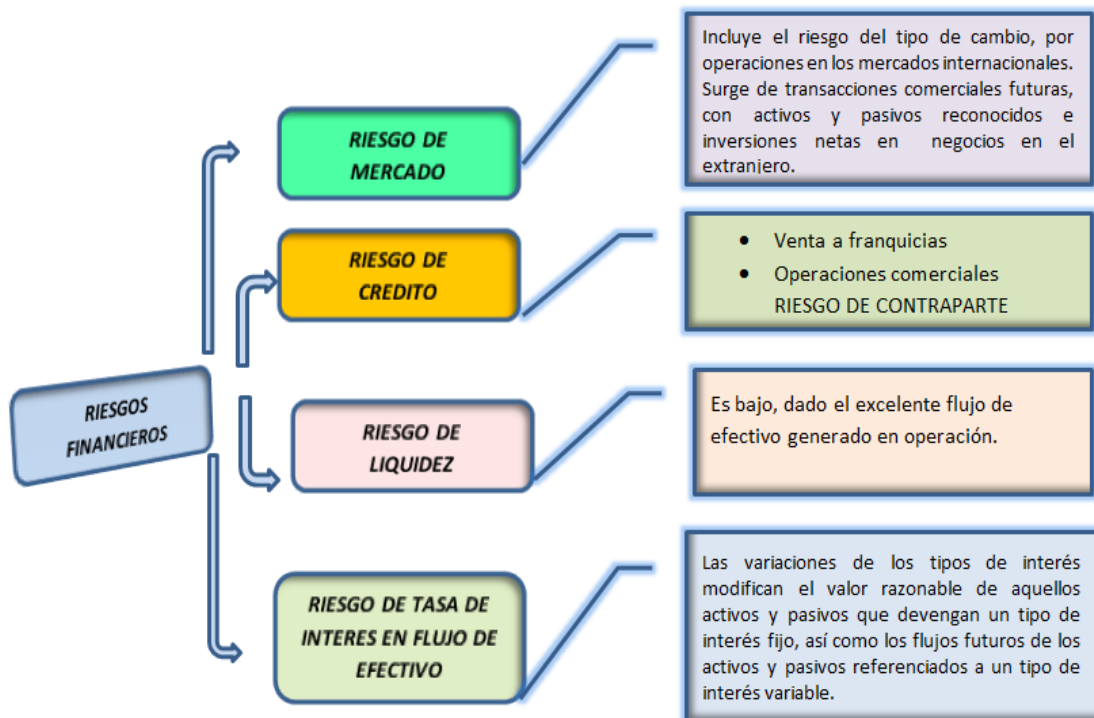 RIESGOS
FINANCIEROS
RIESGO DE
MERCADO
Incluye el riesgo del tipo de cambio, por
operaciones en los mercados internacionales.
Surge de transacciones comerciales futuras,
con activos y pasivos reconocidos e
inversiones netas en negocios en el
extranjero.
RIESGO DE
CREDITO
• Venta a franquicias
• Operaciones comerciales
RIESGO DE CONTRAPARTE
RIESGO DE
LIQUIDEZ
Es bajo, dado el excelente flujo de
efectivo generado en operación.
RIESGO DE TASA DE
INTERES EN FLUJO DE
EFECTIVO
Las variaciones de los tipos de interés
modifican el valor razonable de aquellos
activos y pasivos que devengan un tipo de
interés fijo, así como los flujos futuros de los
activos y pasivos referenciados a un tipo de
interés variable.